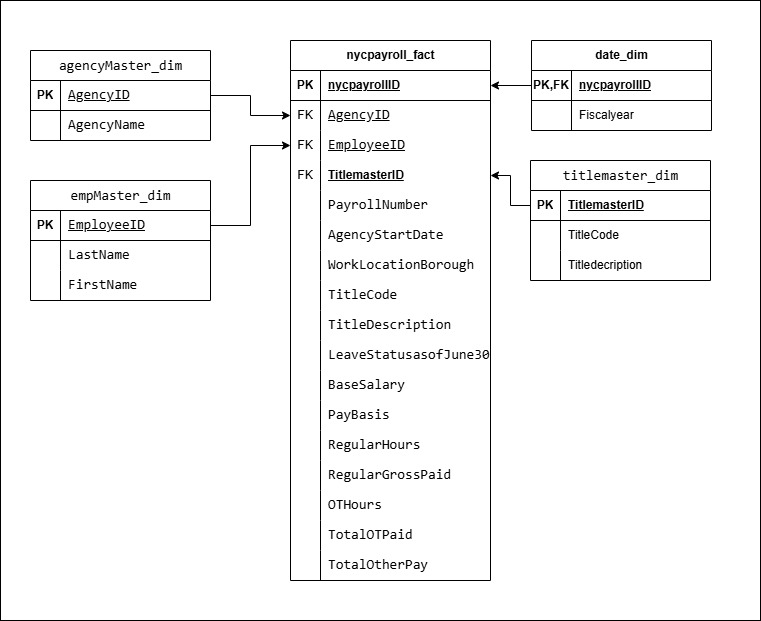 agencyMaster_dim
PK AgencyID
AgencyName
empMaster_dim
PK EmployeeID
LastName
FirstName
nycpayroll_fact
PK nycpayrollID
FK AgencyID
FK EmployeeID
FK TitlemasterID
PayrollNumber
AgencyStartDate
WorkLocationBorough
TitleCode
TitleDescription
LeaveStatusasofJune30
BaseSalary
PayBasis
RegularHours
RegularGrossPaid
OTHours
TotalOTPaid
TotalOtherPay
date_dim
PK,FK nycpayrollID
Fiscalyear
titlemaster_dim
PK TitlemasterID
TitleCode
Titledecription